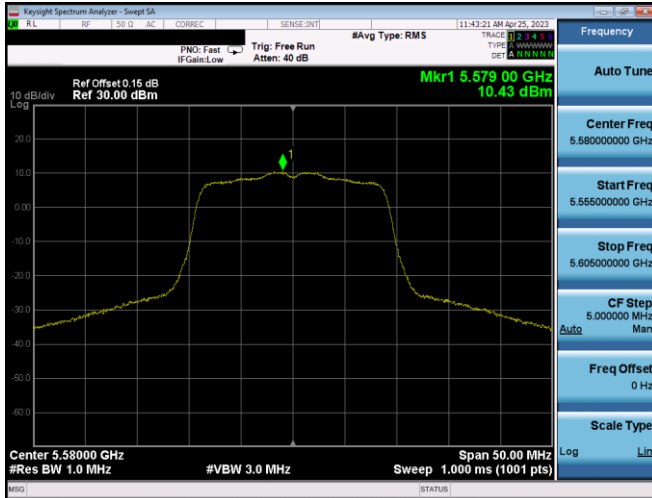 Keysight Spectrum Analyzer - Swept SA
RL RF 50 Ω AC CORREC SENSE:INT 11:43:21 AM Apr 25, 2023
#Avg Type: RMS TRACE 1 2 3 4 5 6
PNO: Fast Trig: Free Run TYPE A WWWWW
IFGain:Low Atten: 40 dB DET A N N N N N
Ref Offset 0.15 dB Mkr1 5.579 00 GHz
10 dB/div Ref 30.00 dBm 10.43 dBm
Log
20.0
1
10.0
0.00
-10.0
-20.0
-30.0
-40.0
-50.0
-60.0
Center 5.58000 GHz Span 50.00 MHz
#Res BW 1.0 MHz #VBW 3.0 MHz Sweep 1.000 ms (1001 pts)
MSG STATUS
Frequency
Auto Tune
Center Freq
5.580000000 GHz
Start Freq
5.555000000 GHz
Stop Freq
5.605000000 GHz
CF Step
5.000000 MHz
Auto Man
Freq Offset
0 Hz
Scale Type
Log Lin